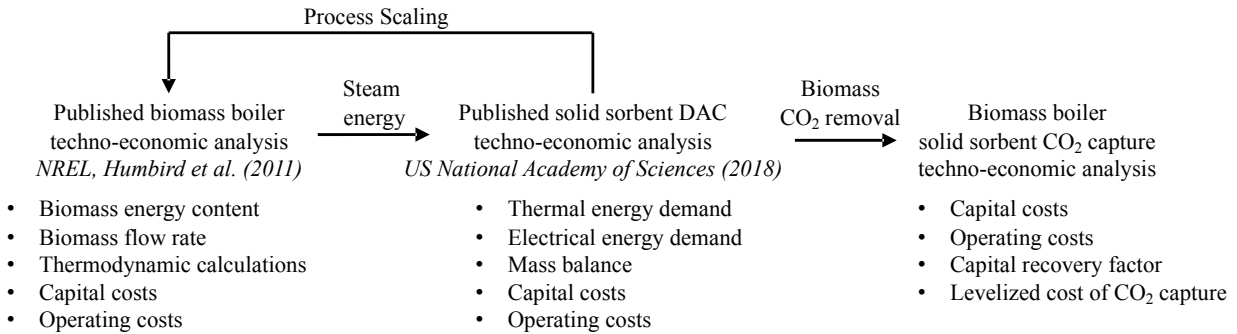 Process Scaling
Steam
energy
Biomass
CO₂ removal
Published biomass boiler
techno-economic analysis
NREL, Humbird et al. (2011)
Published solid sorbent DAC
techno-economic analysis
US National Academy of Sciences (2018)
Biomass boiler
solid sorbent CO₂ capture
techno-economic analysis
• Biomass energy content
• Biomass flow rate
• Thermodynamic calculations
• Capital costs
• Operating costs
• Thermal energy demand
• Electrical energy demand
• Mass balance
• Capital costs
• Operating costs
• Capital costs
• Operating costs
• Capital recovery factor
• Levelized cost of CO₂ capture